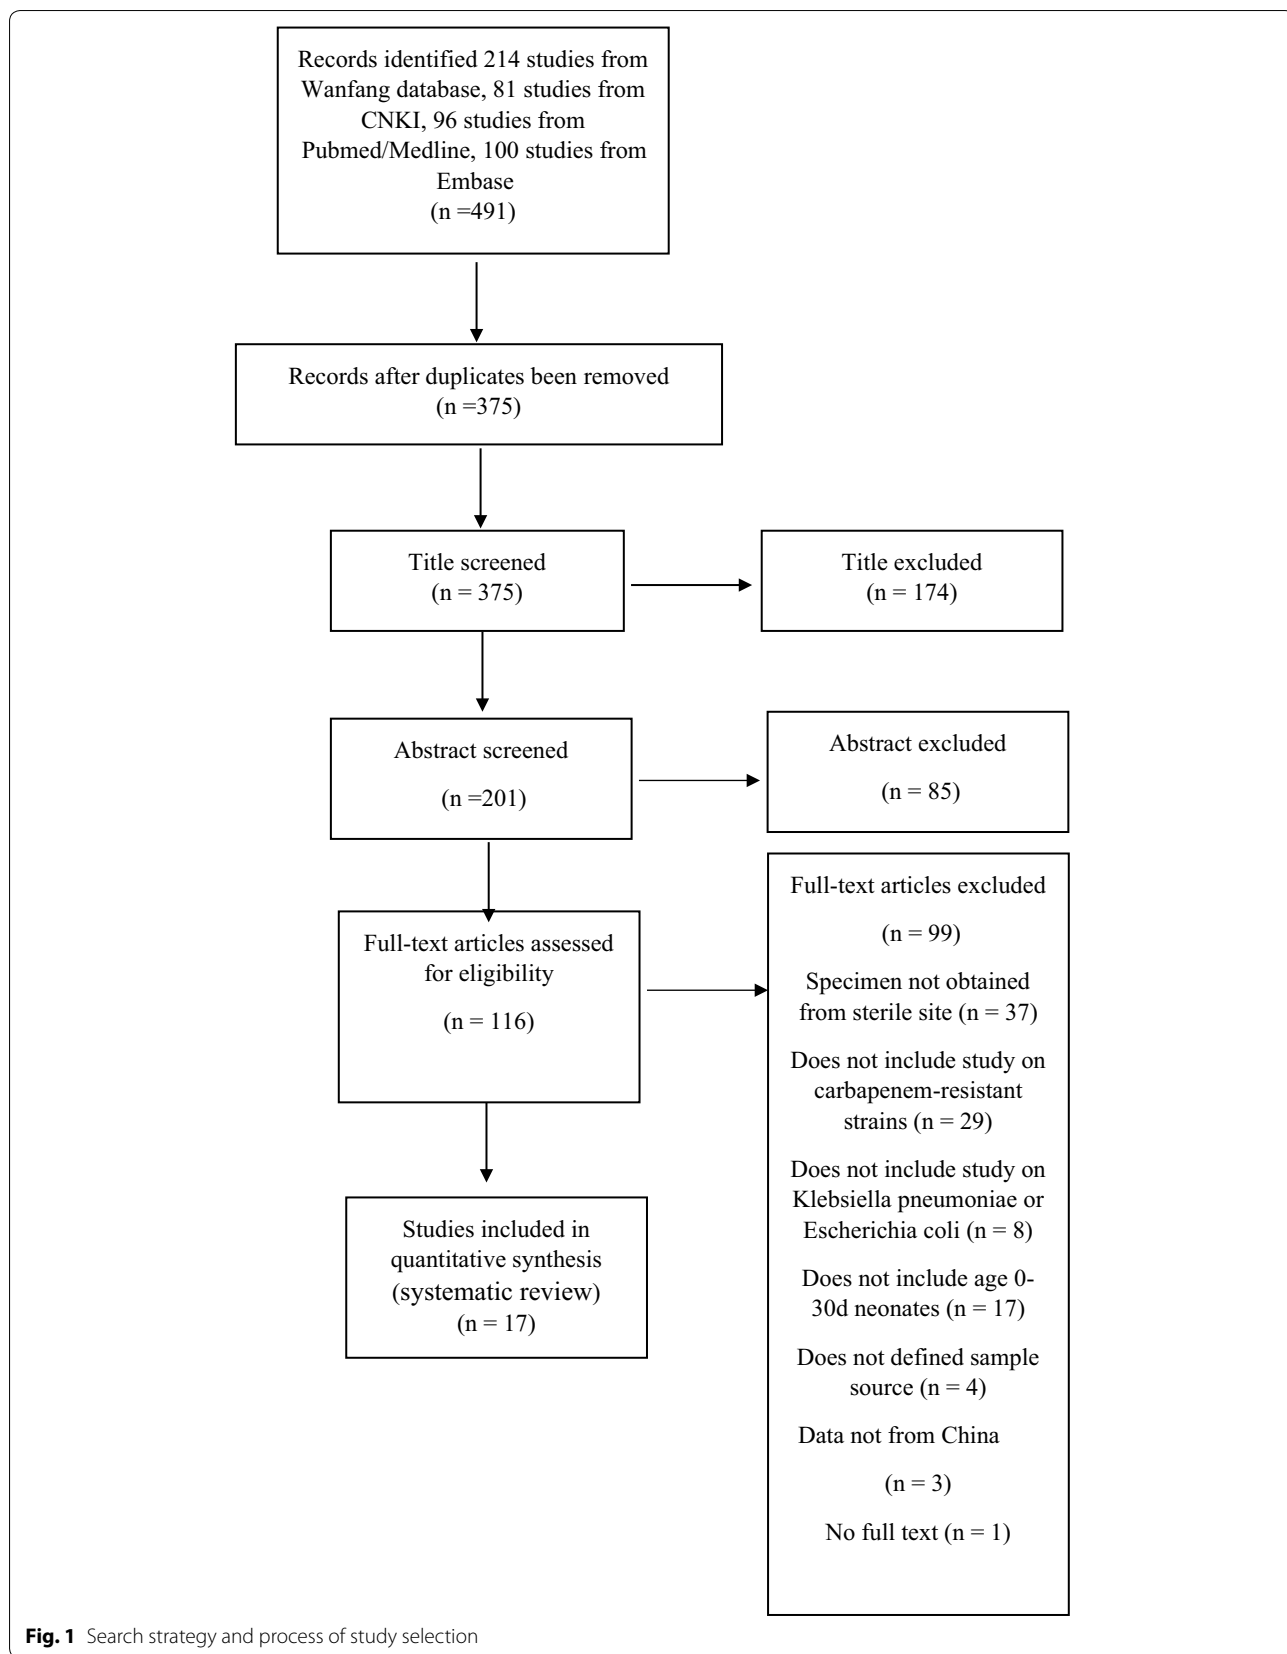 Records identified 214 studies from
Wanfang database, 81 studies from
CNKI, 96 studies from
Pubmed/Medline, 100 studies from
Embase
(n =491)
Records after duplicates been removed
(n =375)
Title screened
(n = 375)
Title excluded
(n = 174)
Abstract screened
(n =201)
Abstract excluded
(n = 85)
Full-text articles assessed
for eligibility
(n = 116)
Full-text articles excluded
(n = 99)
Specimen not obtained
from sterile site (n = 37)
Does not include study on
carbapenem-resistant
strains (n = 29)
Does not include study on
Klebsiella pneumoniae or
Escherichia coli (n = 8)
Does not include age 0-
30d neonates (n = 17)
Does not defined sample
source (n = 4)
Data not from China
(n = 3)
No full text (n = 1)
Studies included in
quantitative synthesis
(systematic review)
(n = 17)
Fig. 1 Search strategy and process of study selection